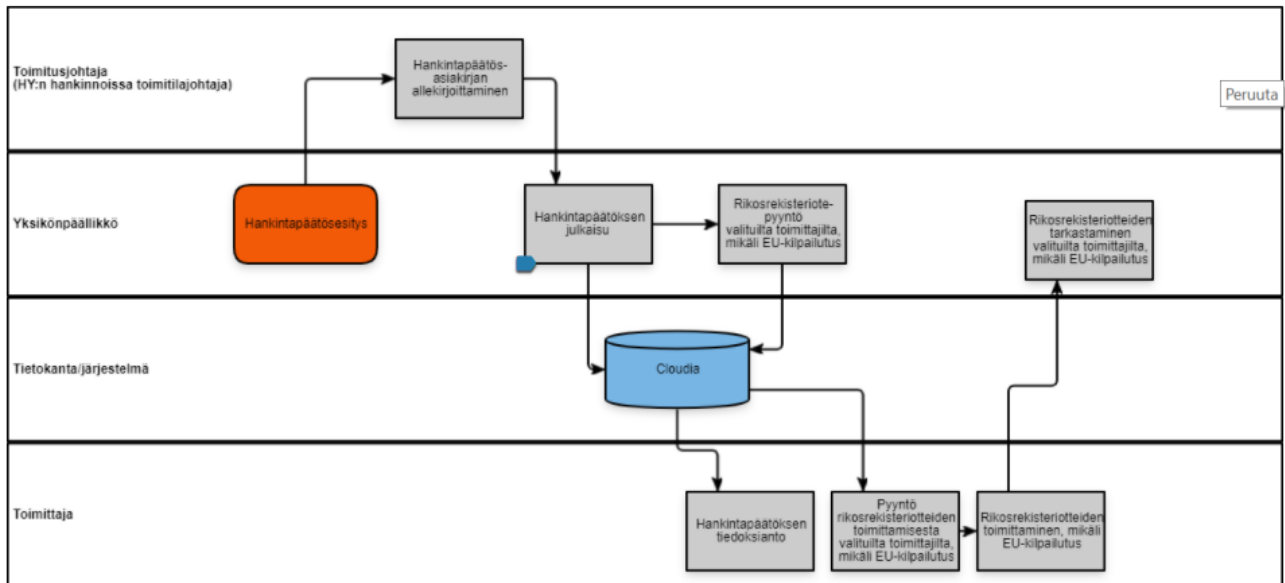 Toimitusjohtaja
(HY:n hankinnoissa toimitilajohtaja)
Hankintapäätös-
asiakirjan
allekirjoittaminen
Peruuta
Yksikönpäällikkö
Hankintapäätösesitys
Hankintapäätöksen
julkaisu
Rikosrekisteriote-
pyyntö
valituilta toimittajilta,
mikäli EU-kilpailutus
Rikosrekisteriotteiden
tarkastaminen
valituilta toimittajilta,
mikäli EU-kilpailutus
Tietokanta/järjestelmä
Cloudia
Toimittaja
Hankintapäätöksen
tiedoksianto
Pyyntö
rikosrekisteriotteiden
toimittamisesta
valituilta toimittajilta,
mikäli EU-kilpailutus
Rikosrekisteriotteiden
toimittaminen, mikäli
EU-kilpailutus